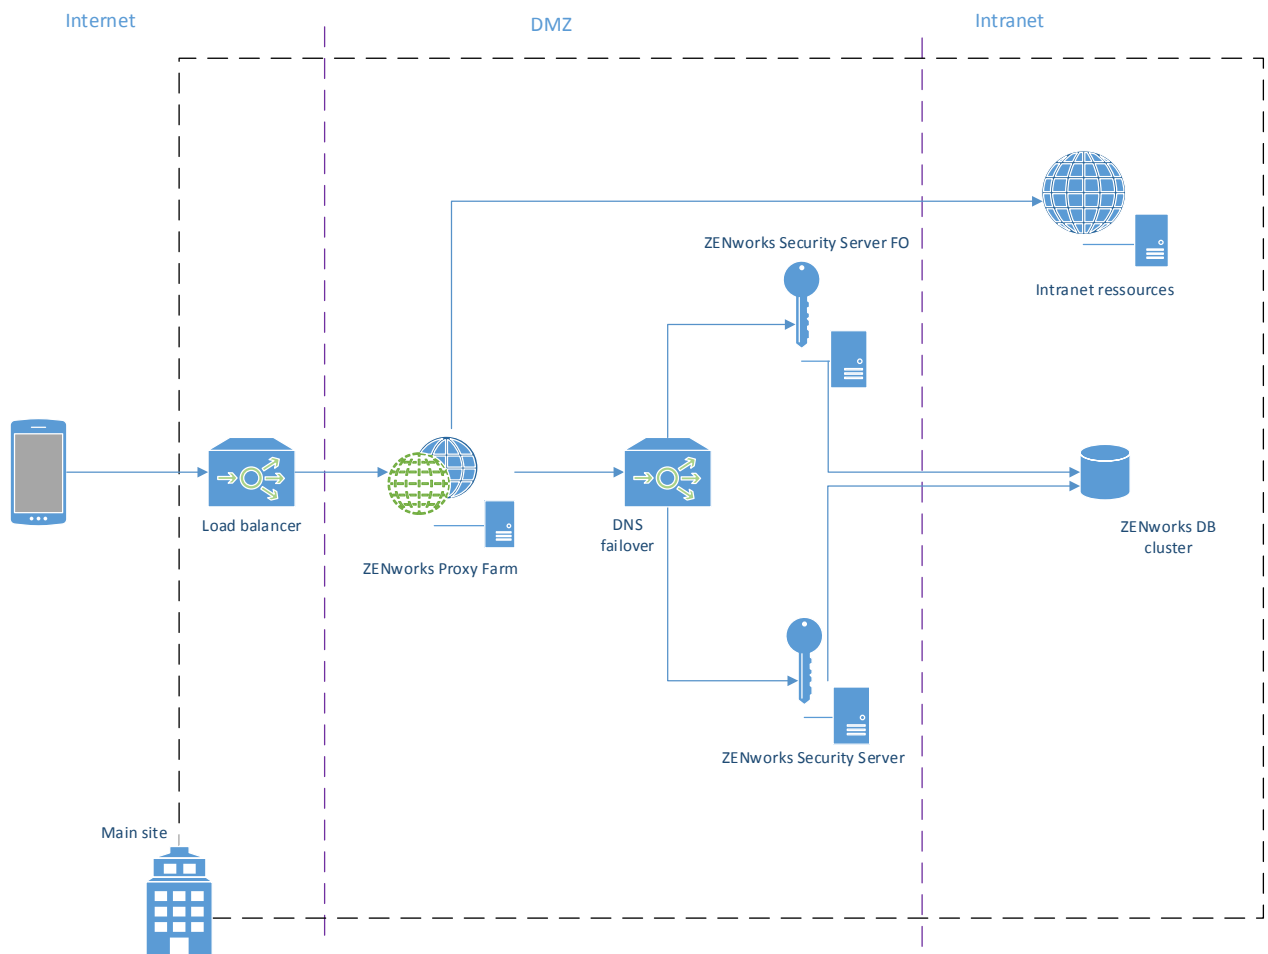 Internet
DMZ
Intranet
ZENworks Security Server FO
Intranet ressources
Load balancer
DNS
failover
ZENworks DB
cluster
ZENworks Proxy Farm
ZENworks Security Server
Main site